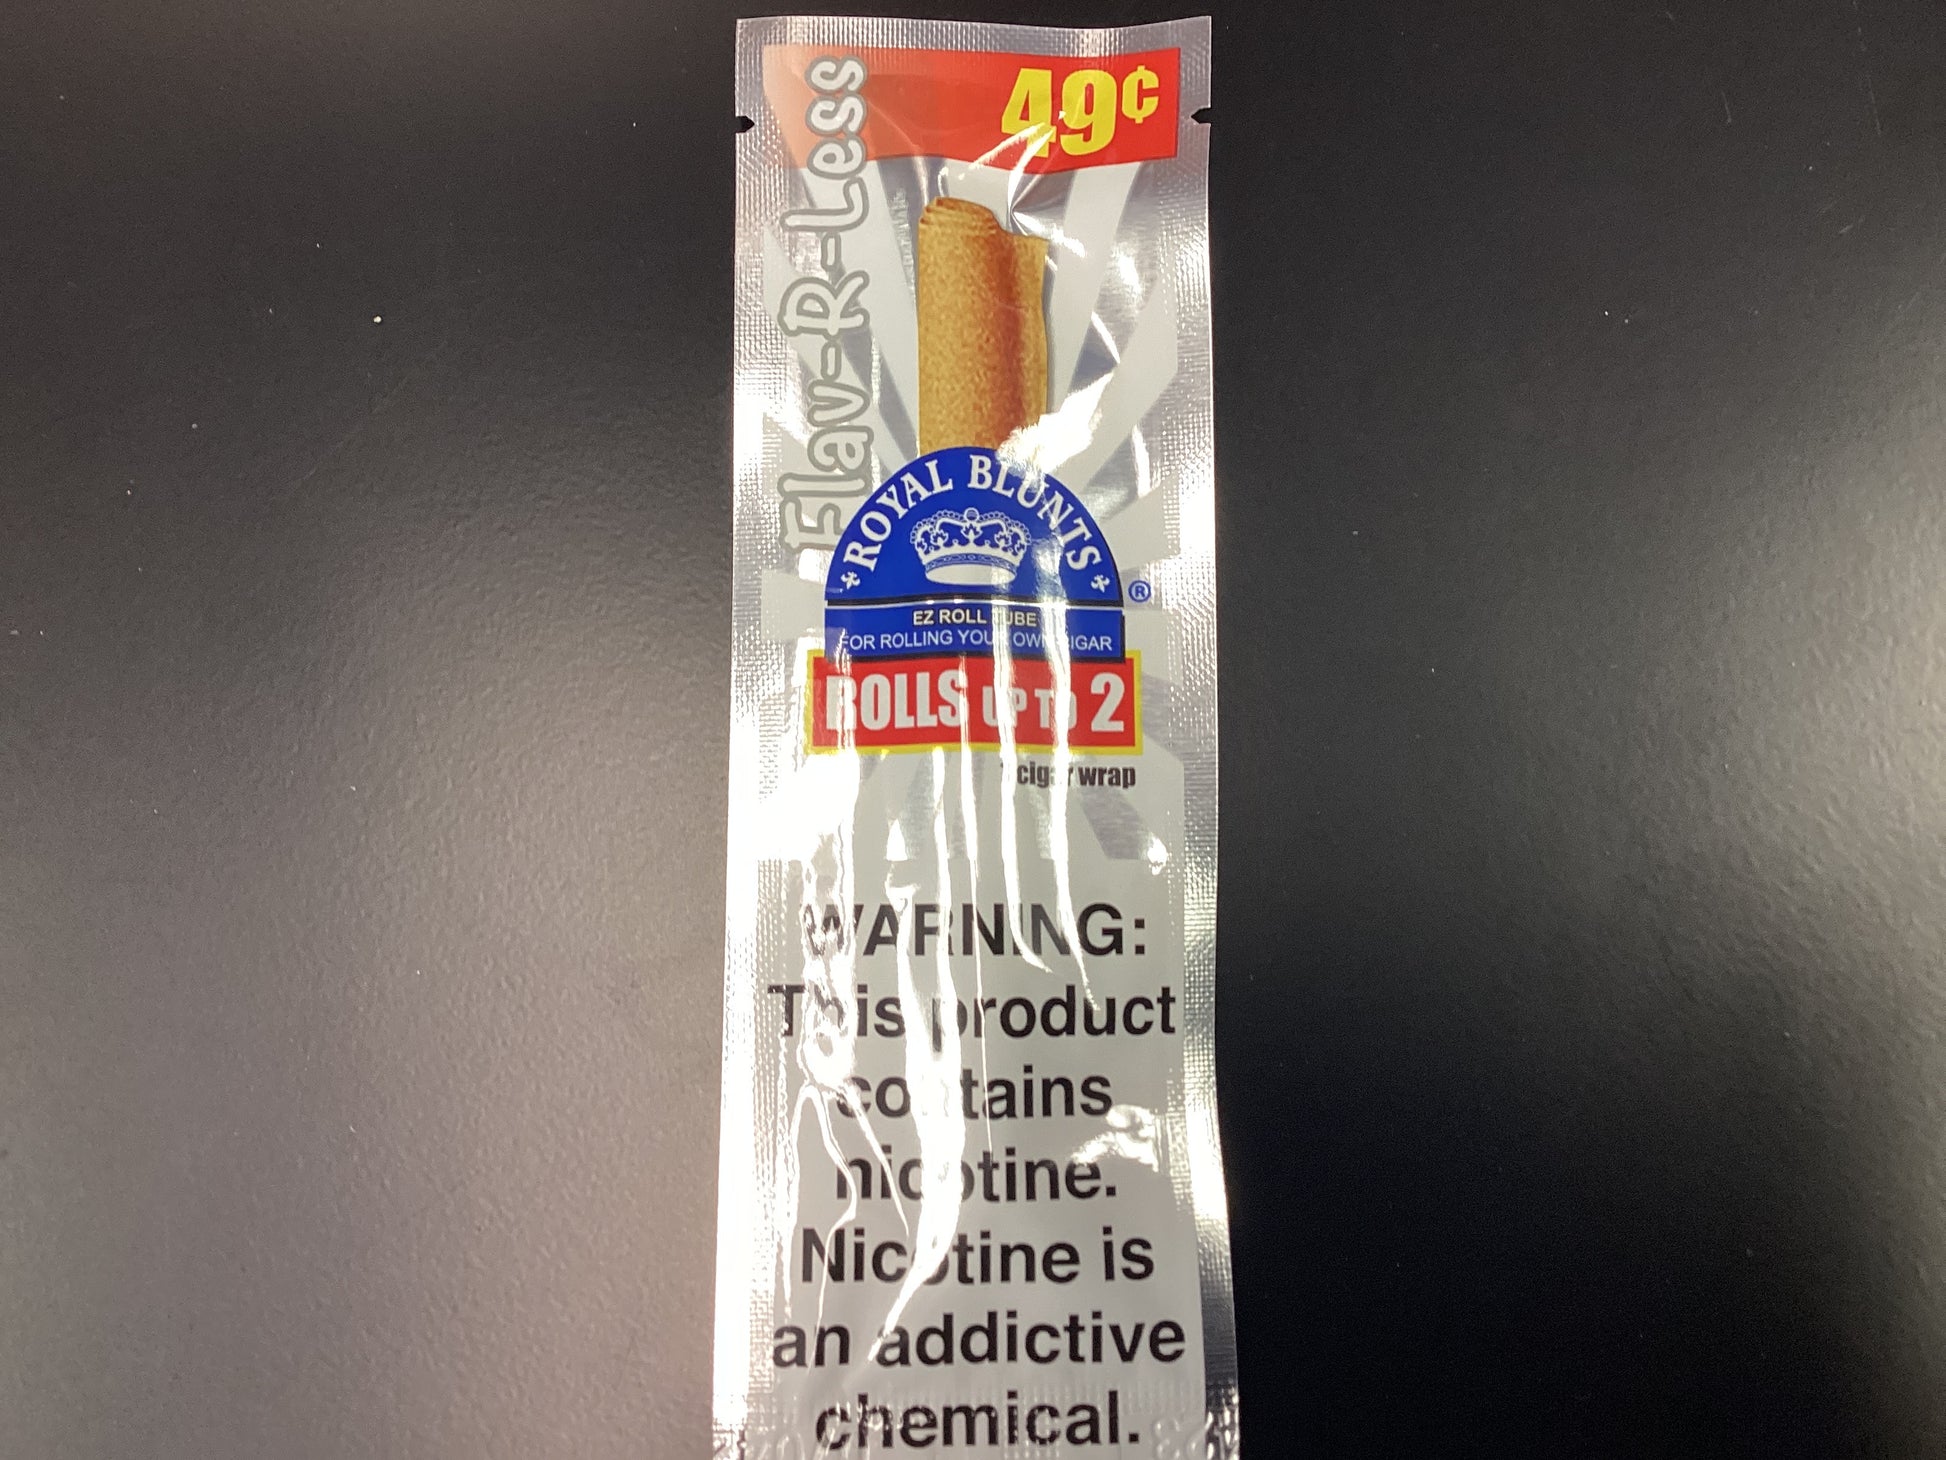 49¢
Flav-R-Less
ROYAL BLUNTS
®
EZ ROLL TUBE
FOR ROLLING YOUR OWN CIGAR
ROLLS UP TO 2
cigar wrap
WARNING:
This product
contains
nicotine.
Nicotine is
an addictive
chemical.